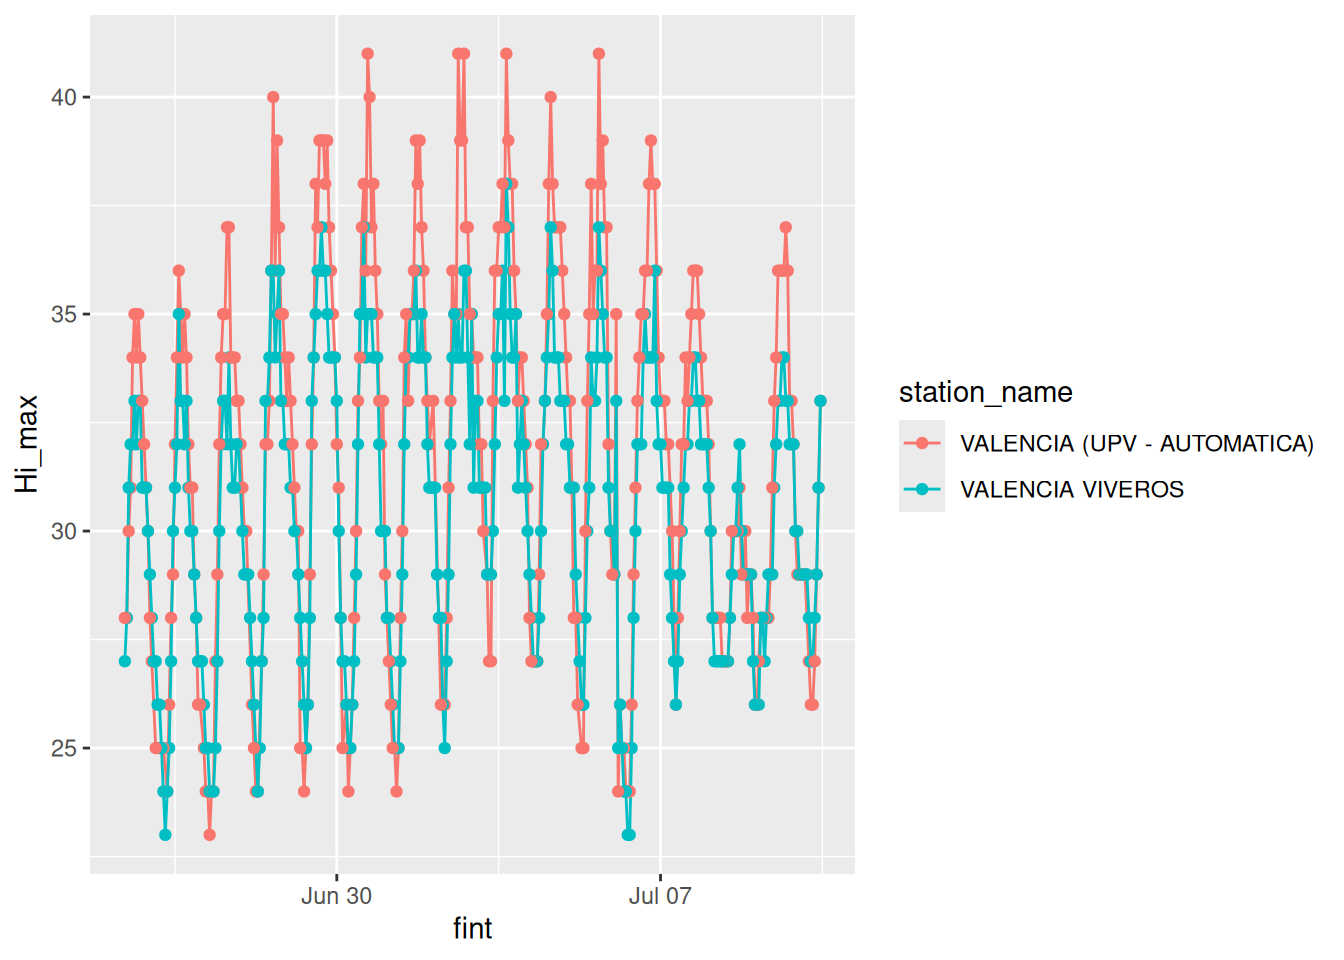 40
35
30
25
Hi_max
Jun 30
Jul 07
fint
station_name
VALENCIA (UPV - AUTOMATICA)
VALENCIA VIVEROS